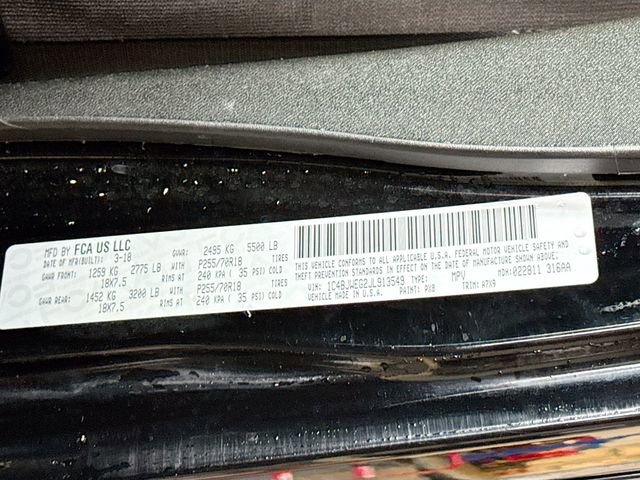 MFD BY FCA US LLC GVWR: 2495 KG 5500 LB
DATE OF MFR(BUILT): 3-18 P255/70R18 TIRES
GAWR FRONT: 1259 KG 2775 LB WITH 240 KPA ( 35 PSI) COLD
18X7.5 RIMS AT
GAWR REAR: 1452 KG 3200 LB WITH P255/70R18 TIRES
18X7.5 RIMS AT 240 KPA ( 35 PSI) COLD
THIS VEHICLE CONFORMS TO ALL APPLICABLE U.S.A. FEDERAL MOTOR VEHICLE SAFETY AND
THEFT PREVENTION STANDARDS IN EFFECT ON THE DATE OF MANUFACTURE SHOWN ABOVE.
VIN: 1C4BJWEG2JL913549 TYPE: MPV MDH: 022811 316AA
MADE IN U.S.A. PAINT: PX8 TRIM: A7X9